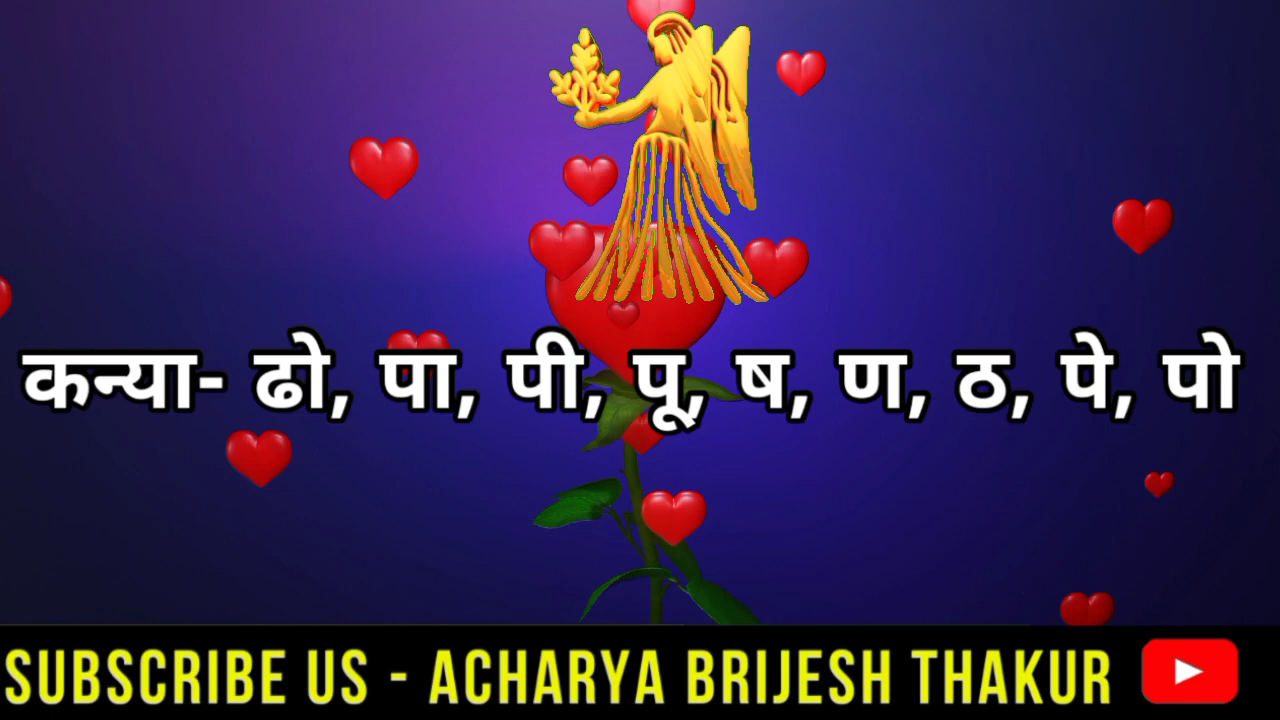 कन्या- ढो, पा, पी, पू, ष, ण, ठ, पे, पो
SUBSCRIBE US - ACHARYA BRIJESH THAKUR